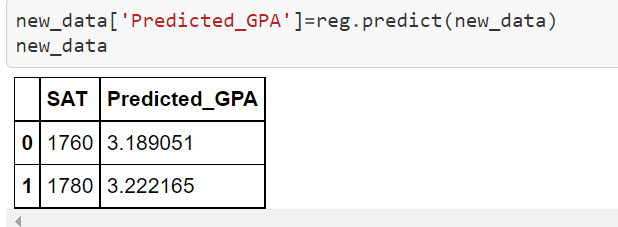 new_data['Predicted_GPA']=reg.predict(new_data)
new_data
SAT Predicted_GPA
0 1760 3.189051
1 1780 3.222165